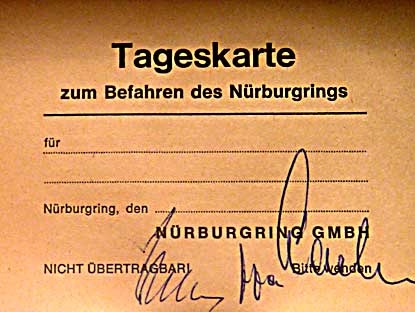 Tageskarte
zum Befahren des Nürburgrings
für
Nürburgring, den
NÜRBURGRING GMBH
NICHT ÜBERTRAGBAR! Bitte wenden